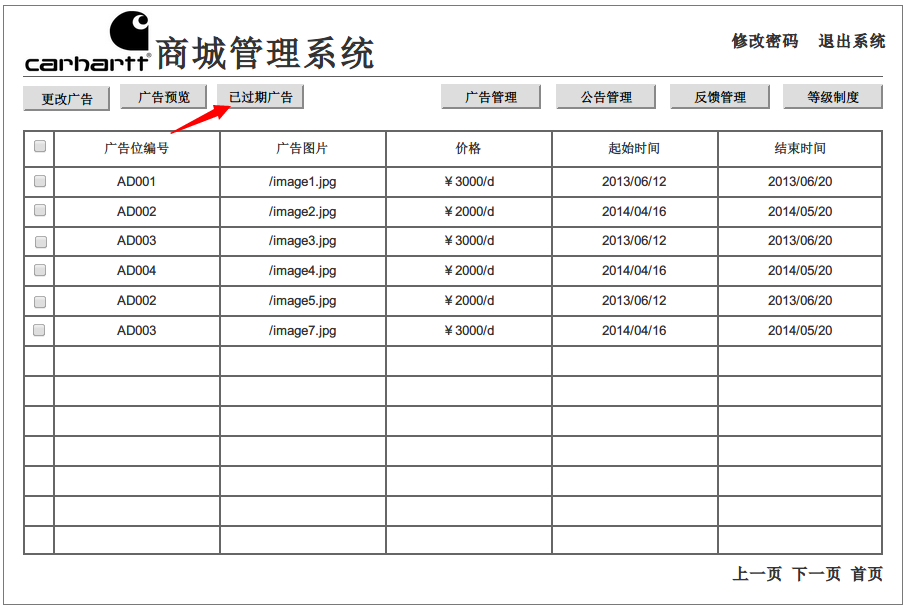 修改密码 退出系统
carhartt 商城管理系统
更改广告 广告预览 已过期广告 广告管理 公告管理 反馈管理 等级制度
广告位编号 广告图片 价格 起始时间 结束时间
AD001 /image1.jpg ￥3000/d 2013/06/12 2013/06/20
AD002 /image2.jpg ￥2000/d 2014/04/16 2014/05/20
AD003 /image3.jpg ￥3000/d 2013/06/12 2013/06/20
AD004 /image4.jpg ￥2000/d 2014/04/16 2014/05/20
AD002 /image5.jpg ￥2000/d 2013/06/12 2013/06/20
AD003 /image7.jpg ￥3000/d 2014/04/16 2014/05/20
上一页 下一页 首页